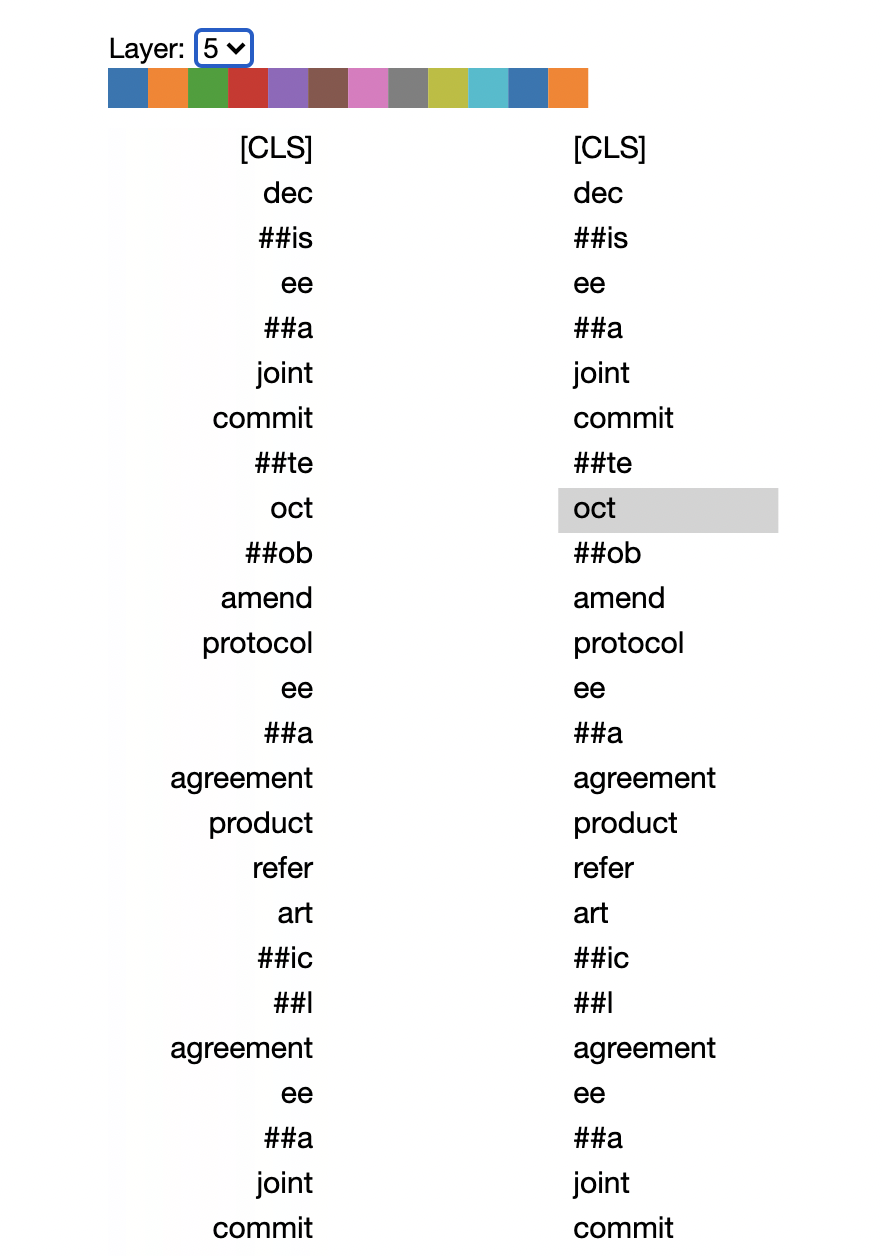 Layer: 5
[CLS] [CLS]
dec dec
##is ##is
ee ee
##a ##a
joint joint
commit commit
##te ##te
oct oct
##ob ##ob
amend amend
protocol protocol
ee ee
##a ##a
agreement agreement
product product
refer refer
art art
##ic ##ic
##l ##l
agreement agreement
ee ee
##a ##a
joint joint
commit commit